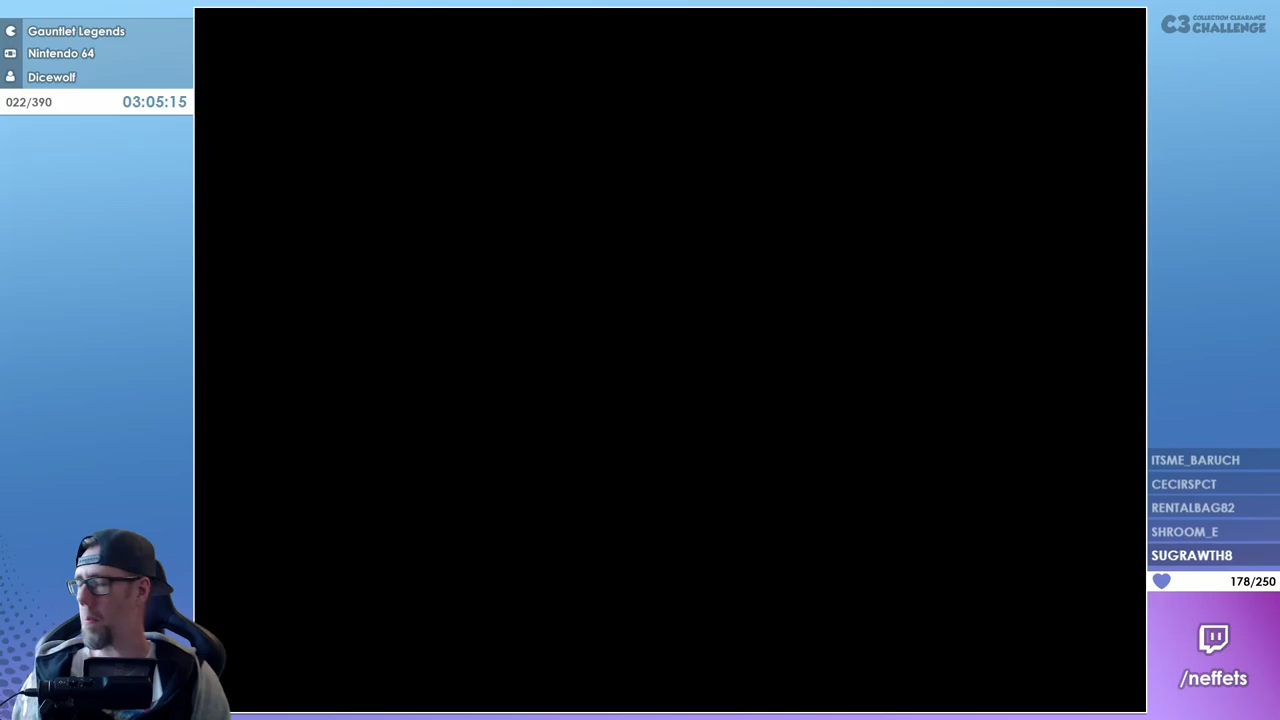 Gauntlet Legends
Nintendo 64
Dicewolf
022/390 03:05:15
C3 COLLECTION CLEARANCE CHALLENGE
ITSME_BARUCH
CECIRSPCT
RENTALBAG82
SHROOM_E
SUGRAWTH8
178/250
/neffets